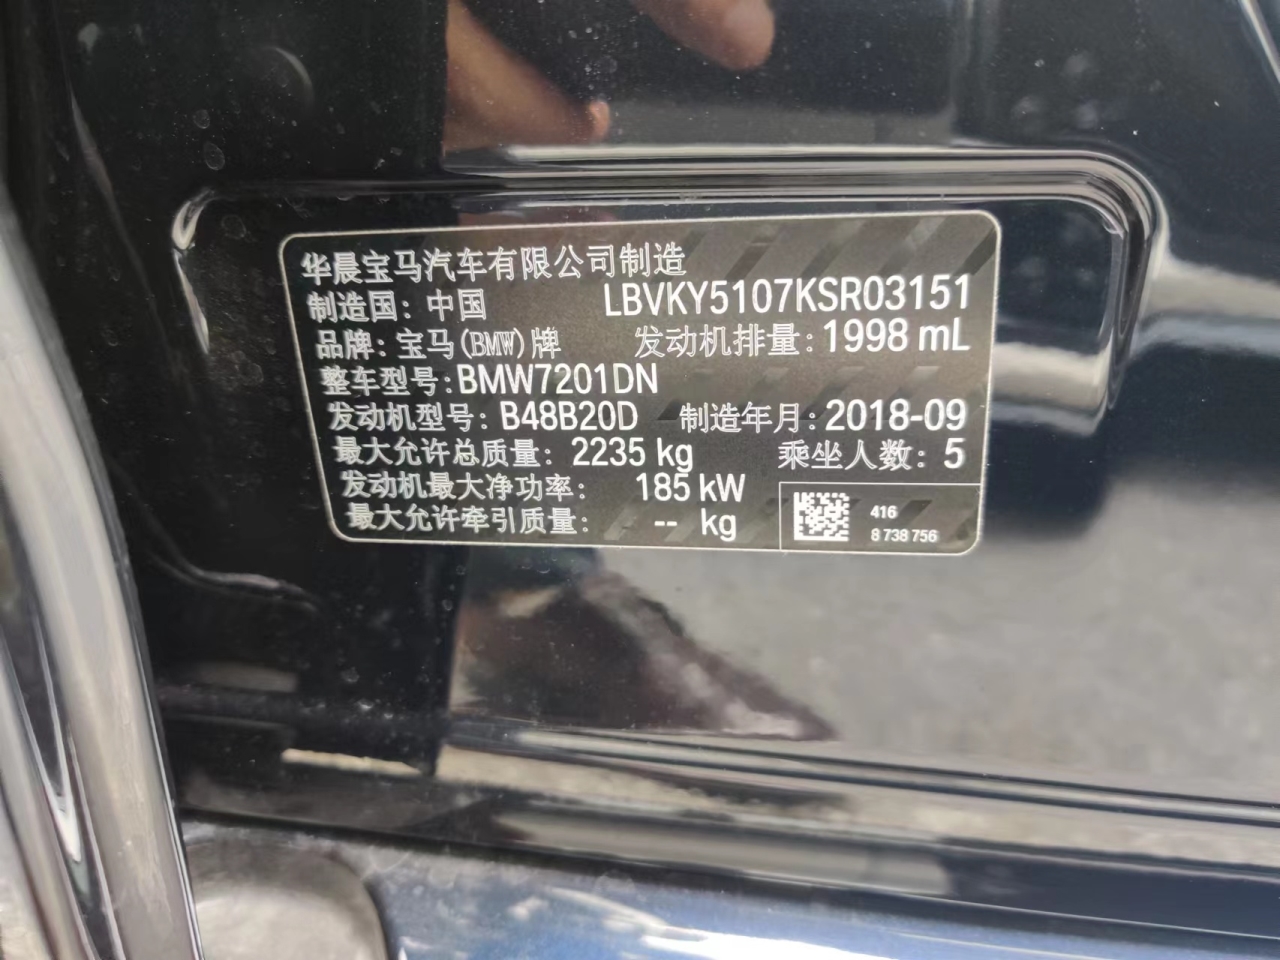 华晨宝马汽车有限公司制造
制造国: 中国 LBVKY5107KSR03151
品牌: 宝马(BMW)牌 发动机排量: 1998 mL
整车型号: BMW7201DN
发动机型号: B48B20D 制造年月: 2018-09
最大允许总质量: 2235 kg 乘坐人数: 5
发动机最大净功率: 185 kW
最大允许牵引质量: -- kg
416
8 738 756